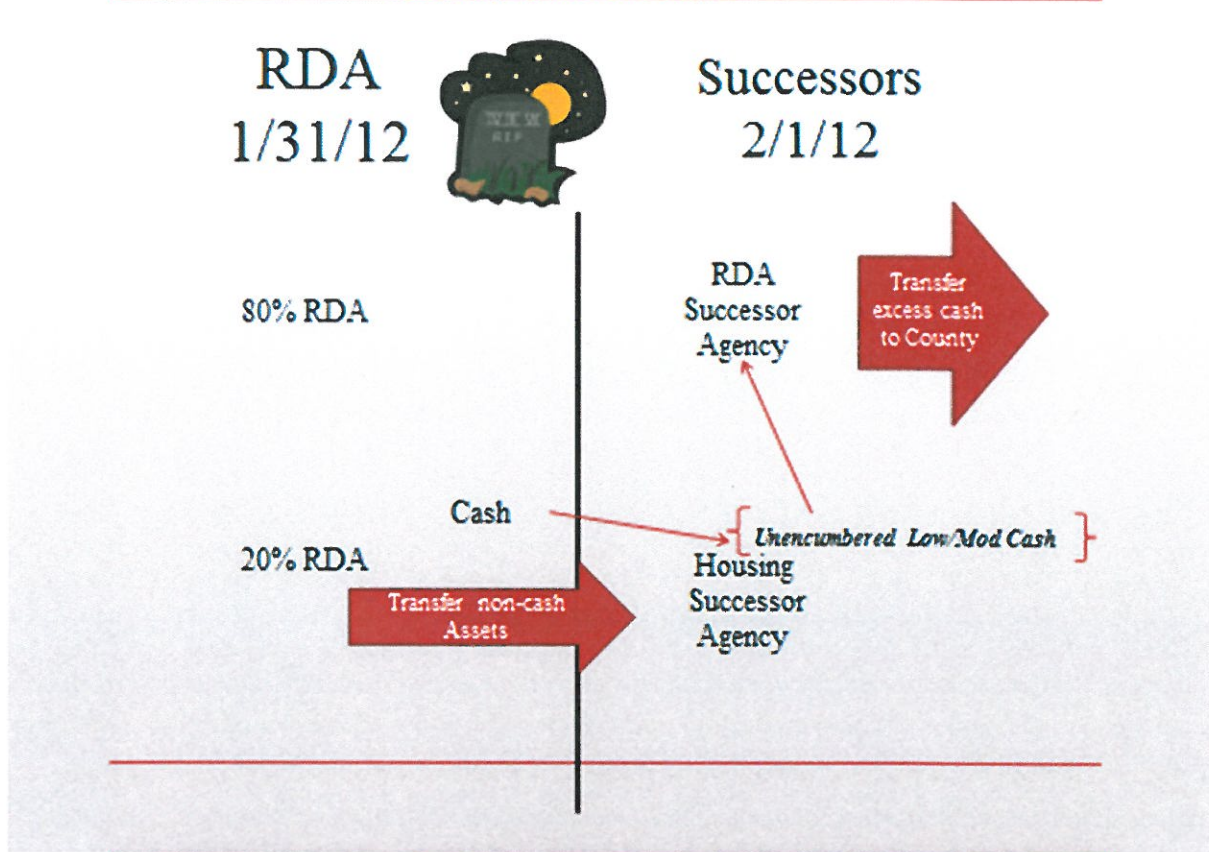 RDA
1/31/12
R.I.P
Successors
2/1/12
80% RDA
RDA
Successor
Agency
Transfer
excess cash
to County
Cash
Unencumbered Low/Mod Cash
20% RDA
Transfer non-cash
Assets
Housing
Successor
Agency